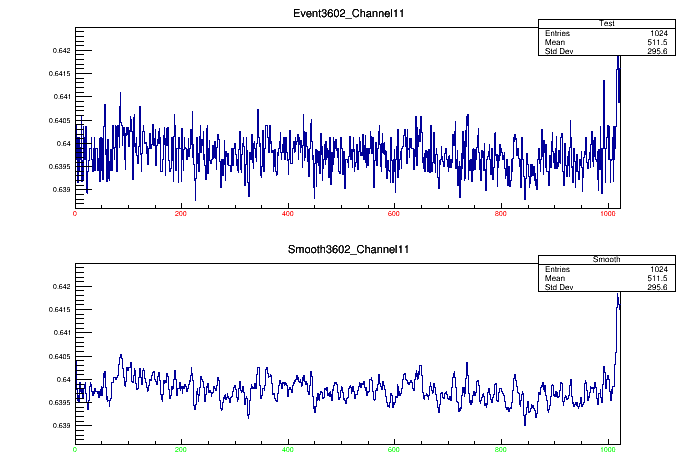 Event3602_Channel11
Test
Entries 1024
Mean 511.5
Std Dev 295.6
0.642
0.6415
0.641
0.6405
0.64
0.6395
0.639
0 200 400 600 800 1000
Smooth3602_Channel11
Smooth
Entries 1024
Mean 511.5
Std Dev 295.6
0.642
0.6415
0.641
0.6405
0.64
0.6395
0.639
0 200 400 600 800 1000